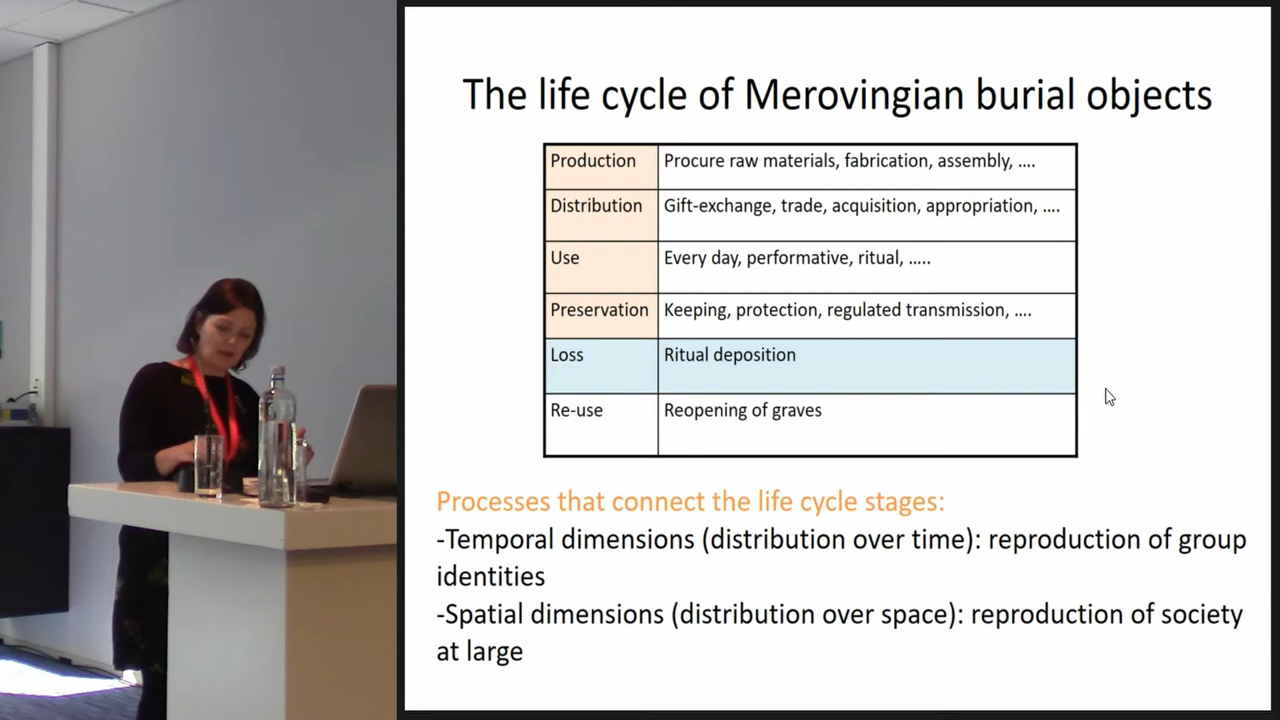 The life cycle of Merovingian burial objects
Production Procure raw materials, fabrication, assembly, ....
Distribution Gift-exchange, trade, acquisition, appropriation, ....
Use Every day, performative, ritual, .....
Preservation Keeping, protection, regulated transmission, ....
Loss Ritual deposition
Re-use Reopening of graves
Processes that connect the life cycle stages:
-Temporal dimensions (distribution over time): reproduction of group
identities
-Spatial dimensions (distribution over space): reproduction of society
at large